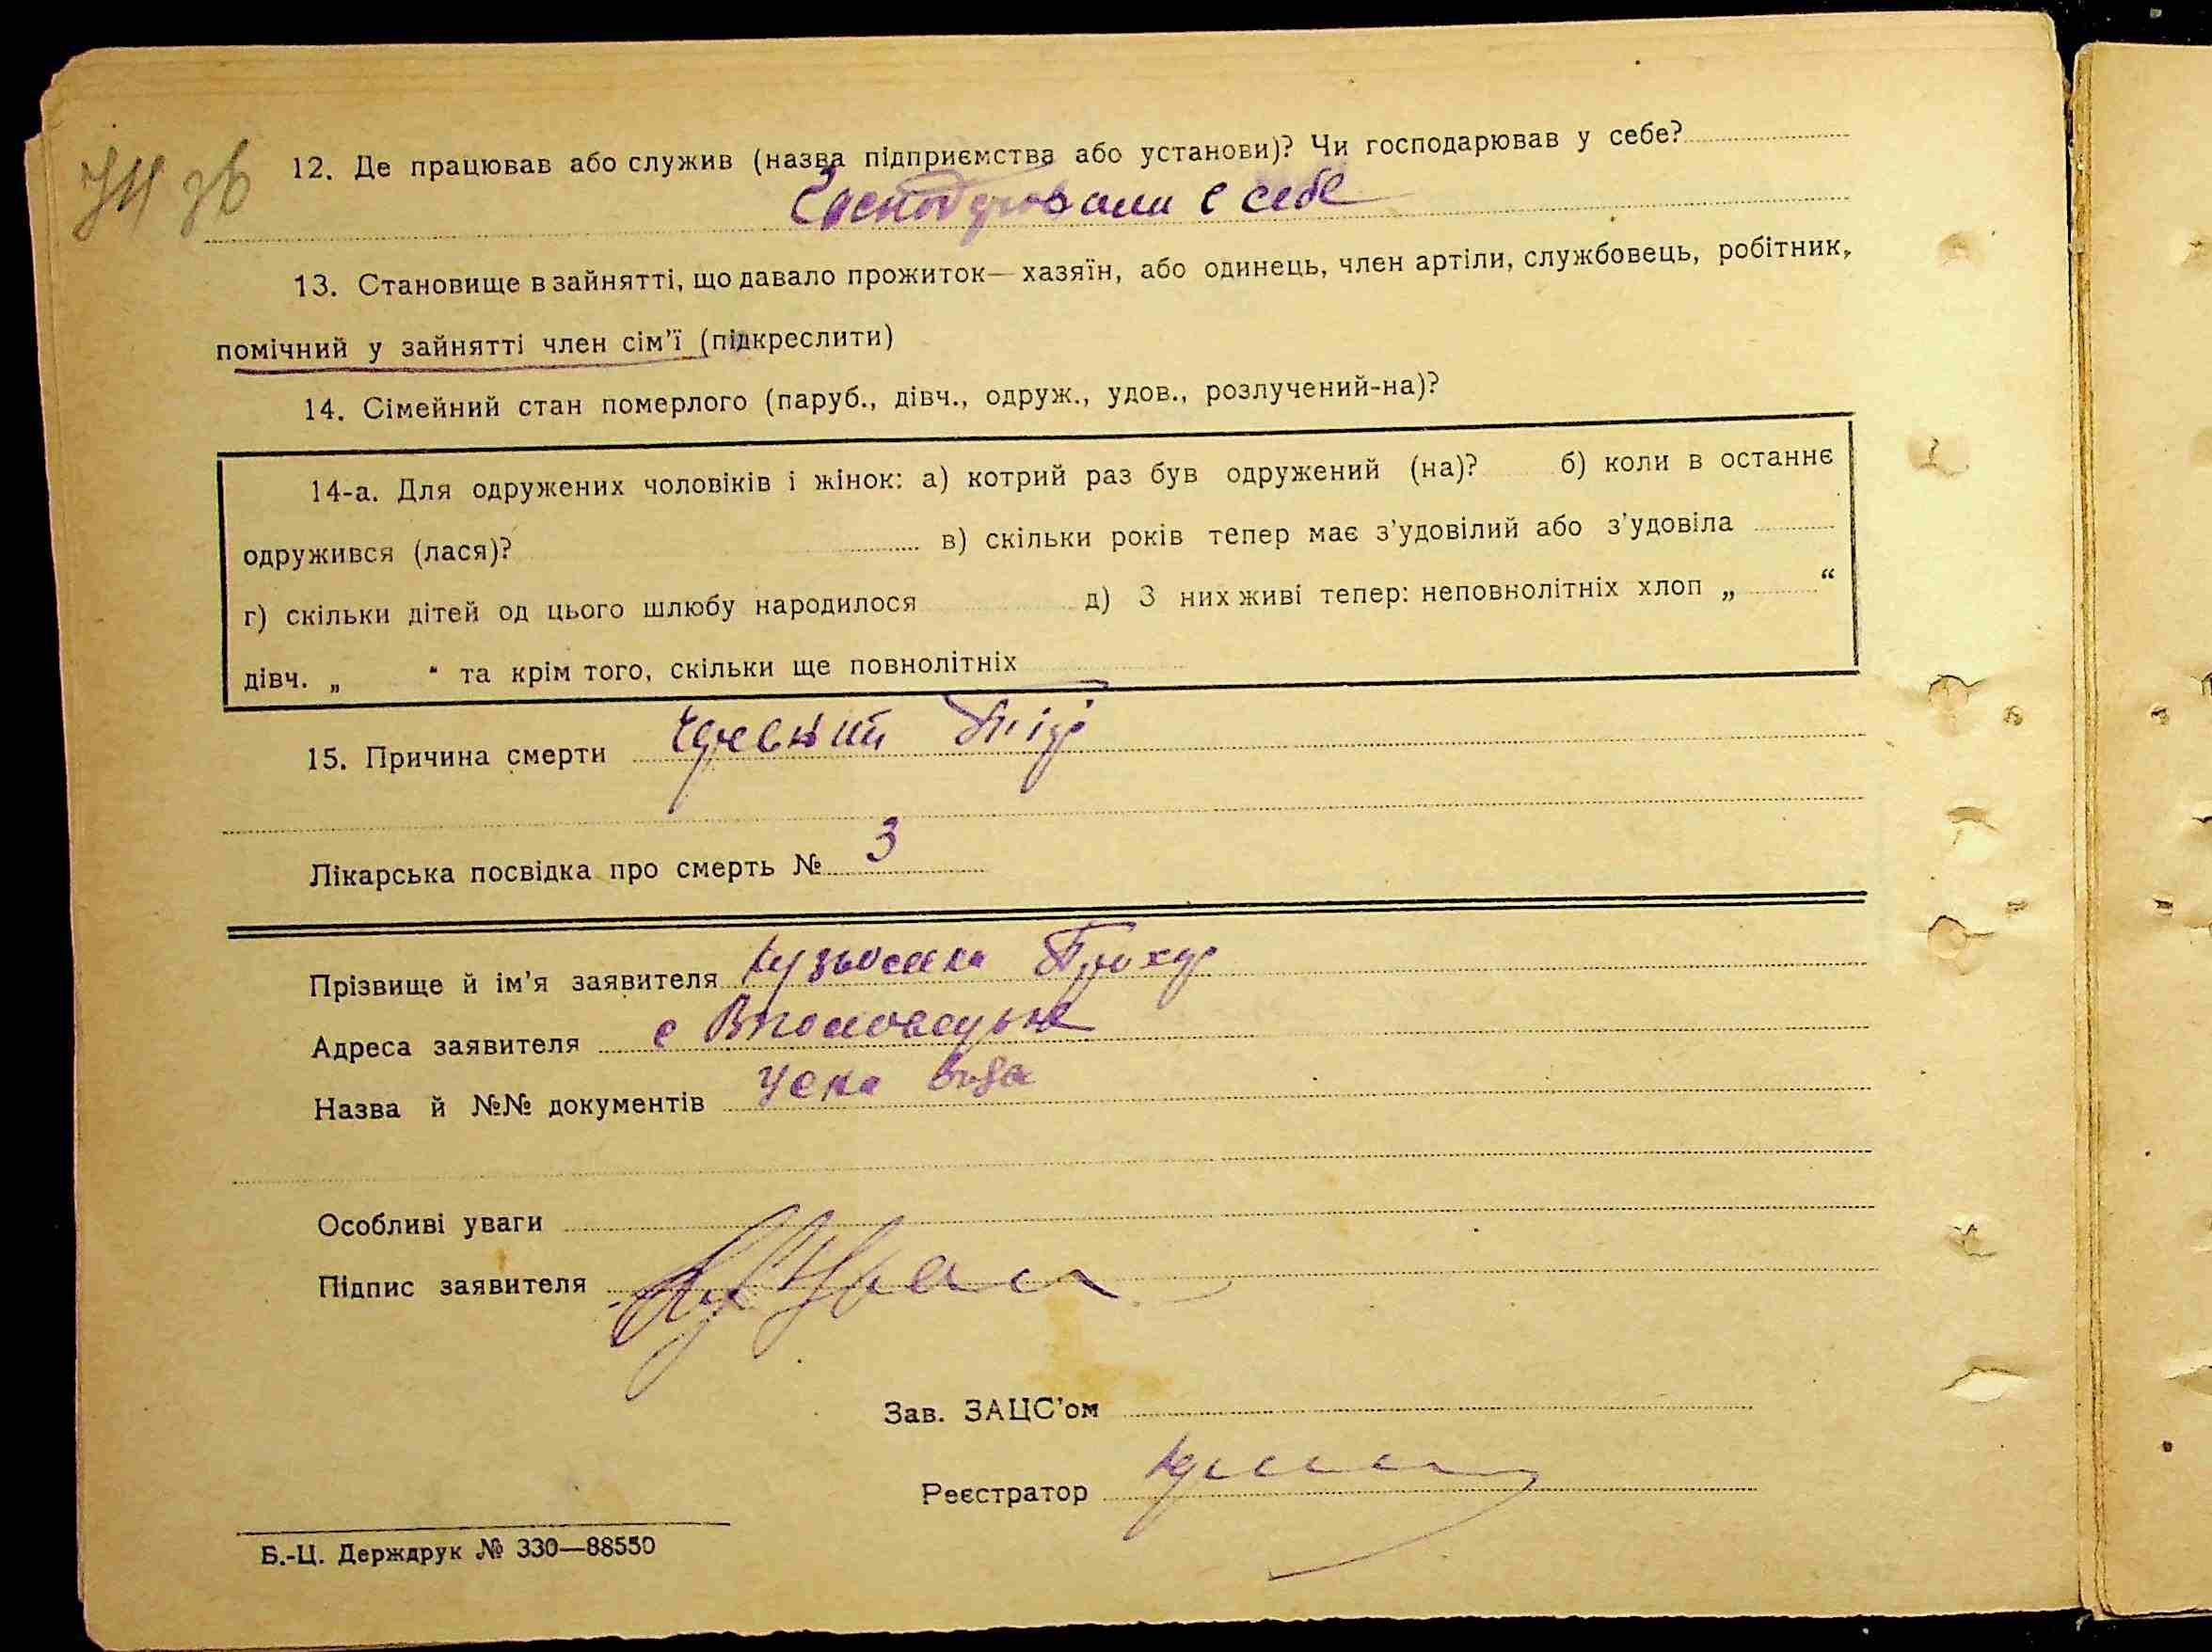 12. Де працював або служив (назва підприємства або установи)? Чи господарював у себе?
в себе
13. Становище в зайнятті, що давало прожиток—хазяїн, або одинець, член артіли, службовець, робітник,
помічний у зайнятті член сім’ї (підкреслити)
14. Сімейний стан померлого (паруб., дівч., одруж., удов., розлучений-на)?
14-а. Для одружених чоловіків і жінок: а) котрий раз був одружений (на)? б) коли в останнє
одружився (лася)? в) скільки років тепер має з’удовілий або з’удовіла
г) скільки дітей од цього шлюбу народилося д) З них живі тепер: неповнолітніх хлоп „ “
дівч. „ “ та крім того, скільки ще повнолітніх
15. Причина смерти
Лікарська посвідка про смерть № 3
Прізвище й ім’я заявителя Прохор
Адреса заявителя с
Назва й №№ документів
Особливі уваги
Підпис заявителя
Зав. ЗАЦС’ом
Реєстратор
Б.-Ц. Держдрук № 330—88550